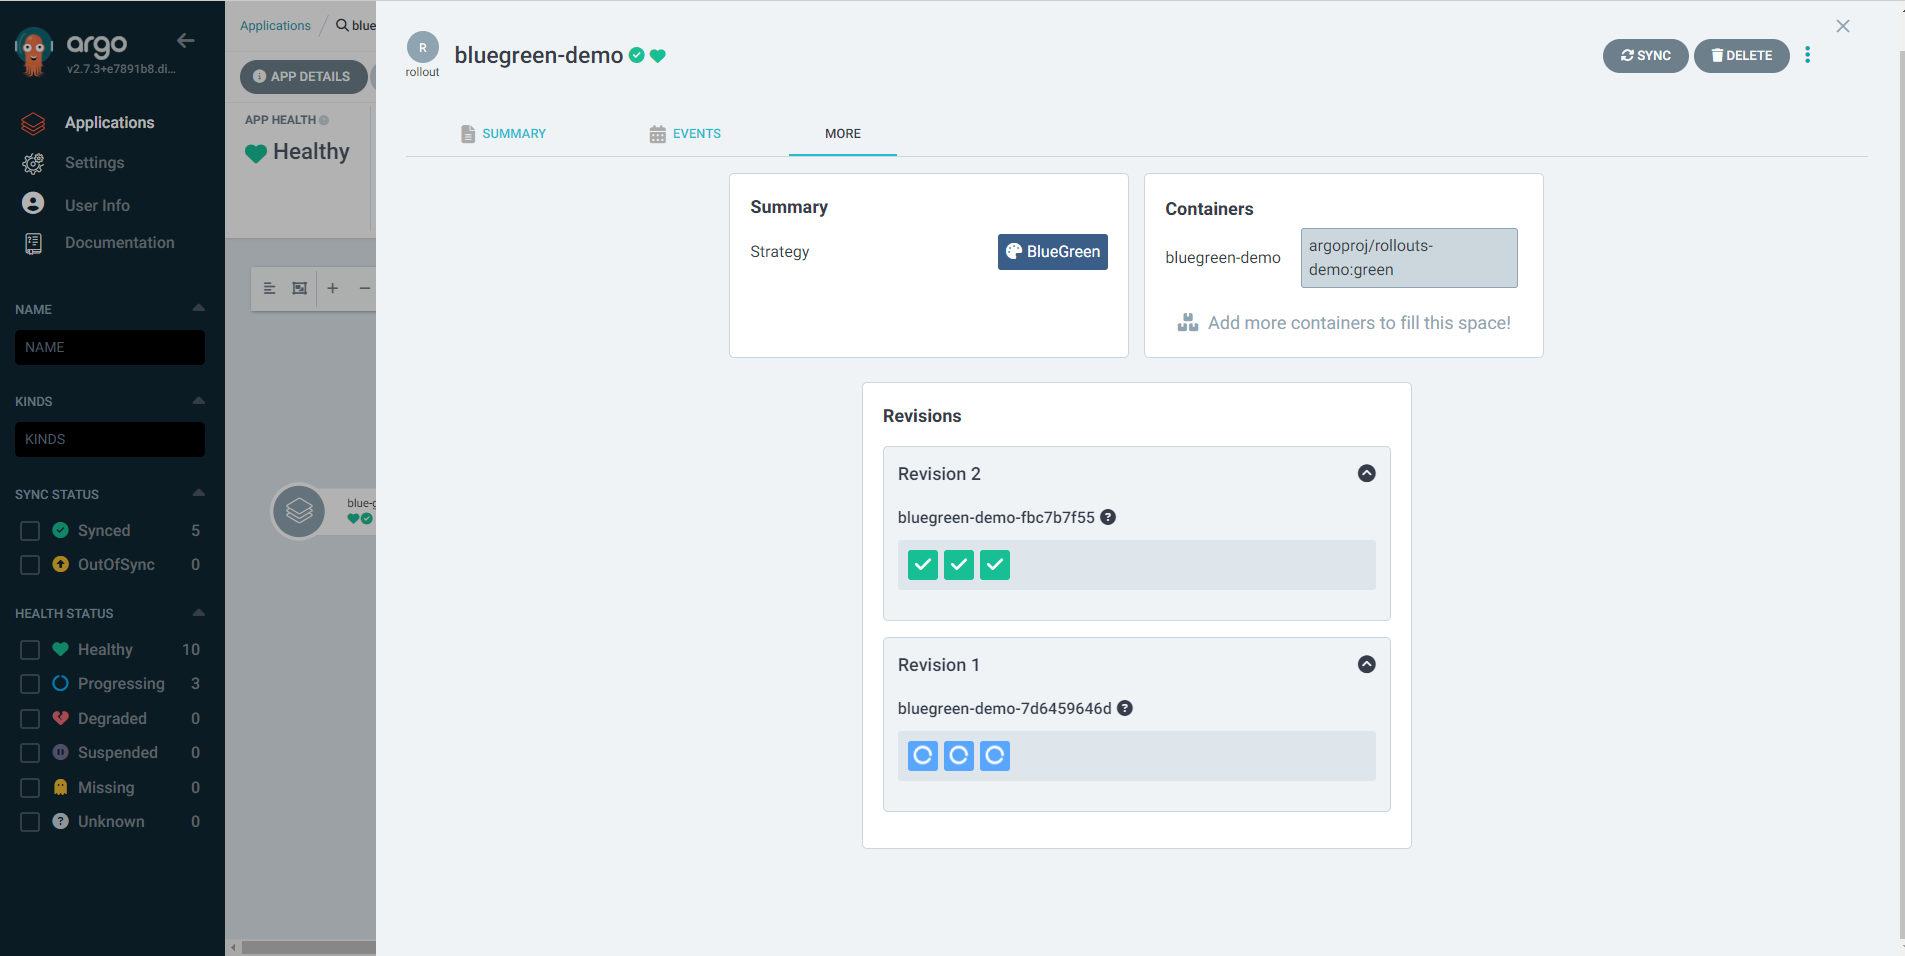 argo
v2.7.3+e7891b8.di...
Applications
Settings
User Info
Documentation
NAME
NAME
KINDS
KINDS
SYNC STATUS
Synced 5
OutOfSync 0
HEALTH STATUS
Healthy 10
Progressing 3
Degraded 0
Suspended 0
Missing 0
Unknown 0
Applications / blue
APP DETAILS
APP HEALTH
Healthy
blue-g
R
rollout
bluegreen-demo
SYNC
DELETE
SUMMARY
EVENTS
MORE
Summary
Strategy
BlueGreen
Containers
bluegreen-demo
argoproj/rollouts-
demo:green
Add more containers to fill this space!
Revisions
Revision 2
bluegreen-demo-fbc7b7f55
Revision 1
bluegreen-demo-7d6459646d